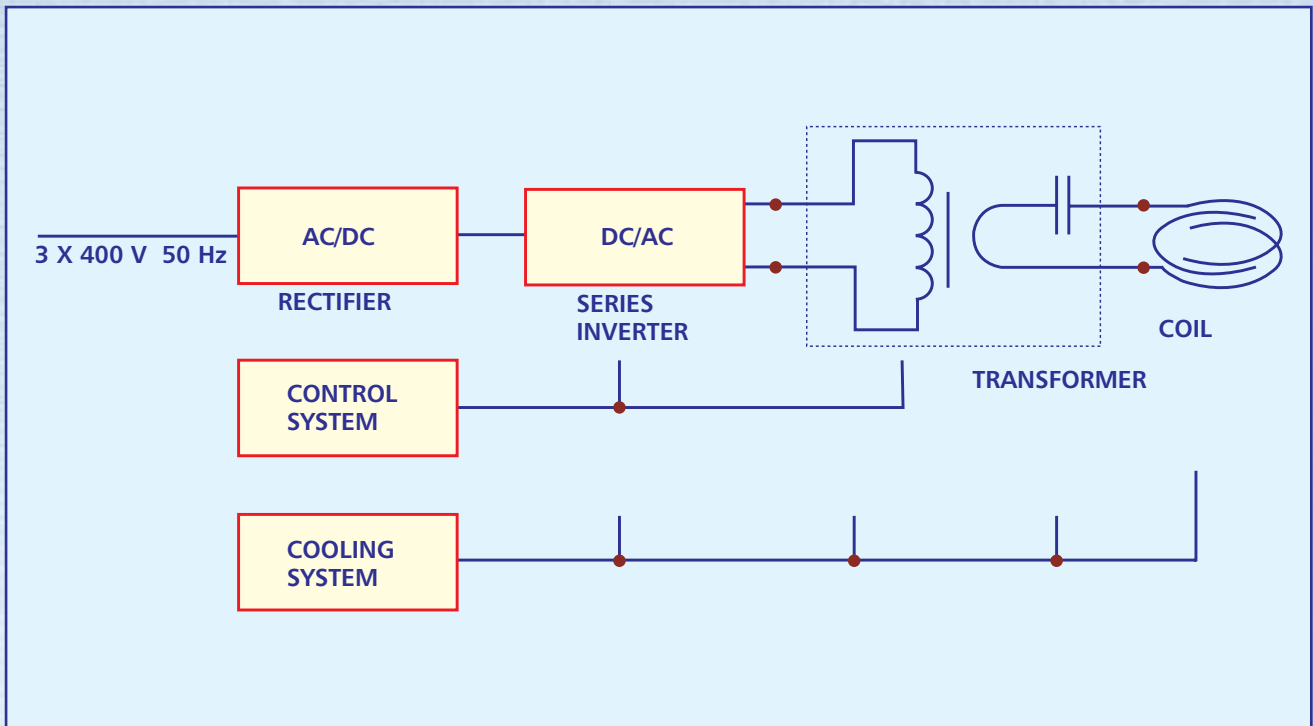 3 X 400 V 50 Hz
AC/DC
RECTIFIER
DC/AC
SERIES
INVERTER
COIL
TRANSFORMER
CONTROL
SYSTEM
COOLING
SYSTEM